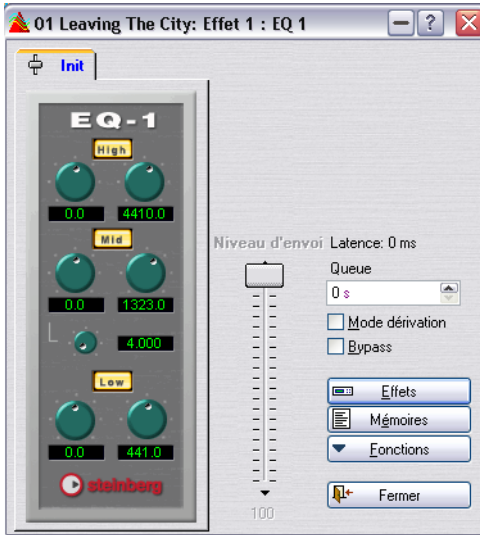 01 Leaving The City: Effet 1 : EQ 1
Init
EQ-1
High
0.0 4410.0
Mid
0.0 1323.0
4.000
Low
0.0 441.0
steinberg
Niveau d'envoi
100
Latence: 0 ms
Queue
0 s
Mode dérivation
Bypass
Effets
Mémoires
Fonctions
Fermer